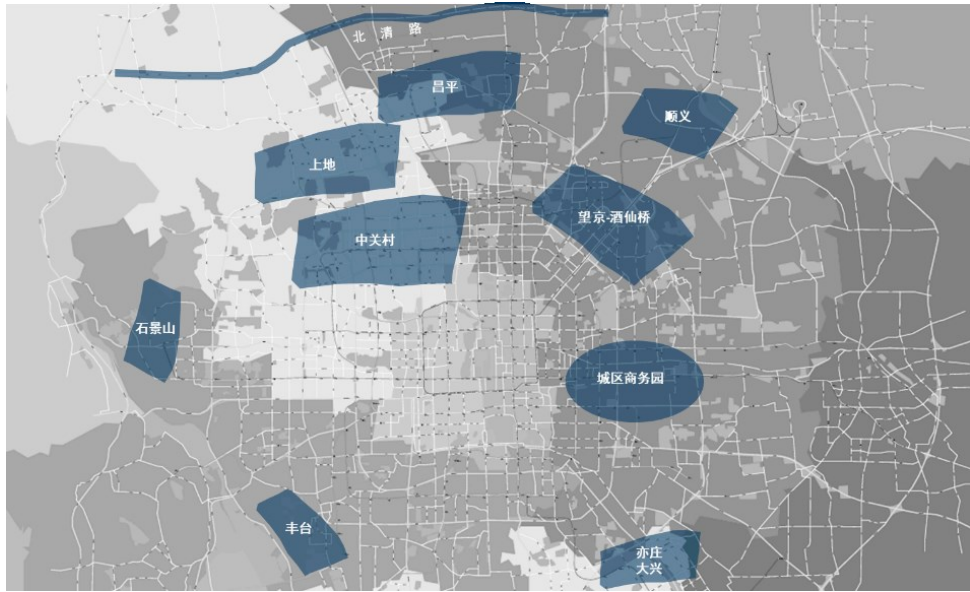 北清路
昌平
顺义
上地
望京-酒仙桥
中关村
石景山
城区商务园
丰台
亦庄
大兴